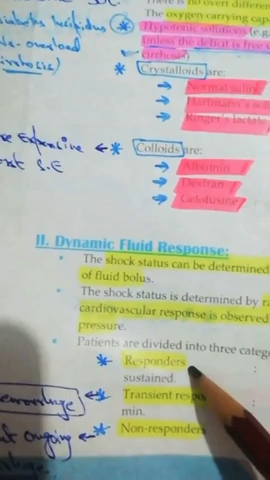 There is no overt differen
The oxygen carrying cap
Hypotonic solutions (e.g.
unless the deficit is free w
cirrhosis)
Crystalloids are:
Normal saline
Hartmann's
Ringer's lactate
Colloids are:
Albumin
Dextran
Gelofusine
II. Dynamic Fluid Response:
The shock status can be determined
of fluid bolus.
The shock status is determined by
cardiovascular response is observed
pressure.
Patients are divided into three catego
Responders :
sustained.
Transient respo :
min.
Non-responders
overload
Expensive
S.E
hemorrhage
ongoing